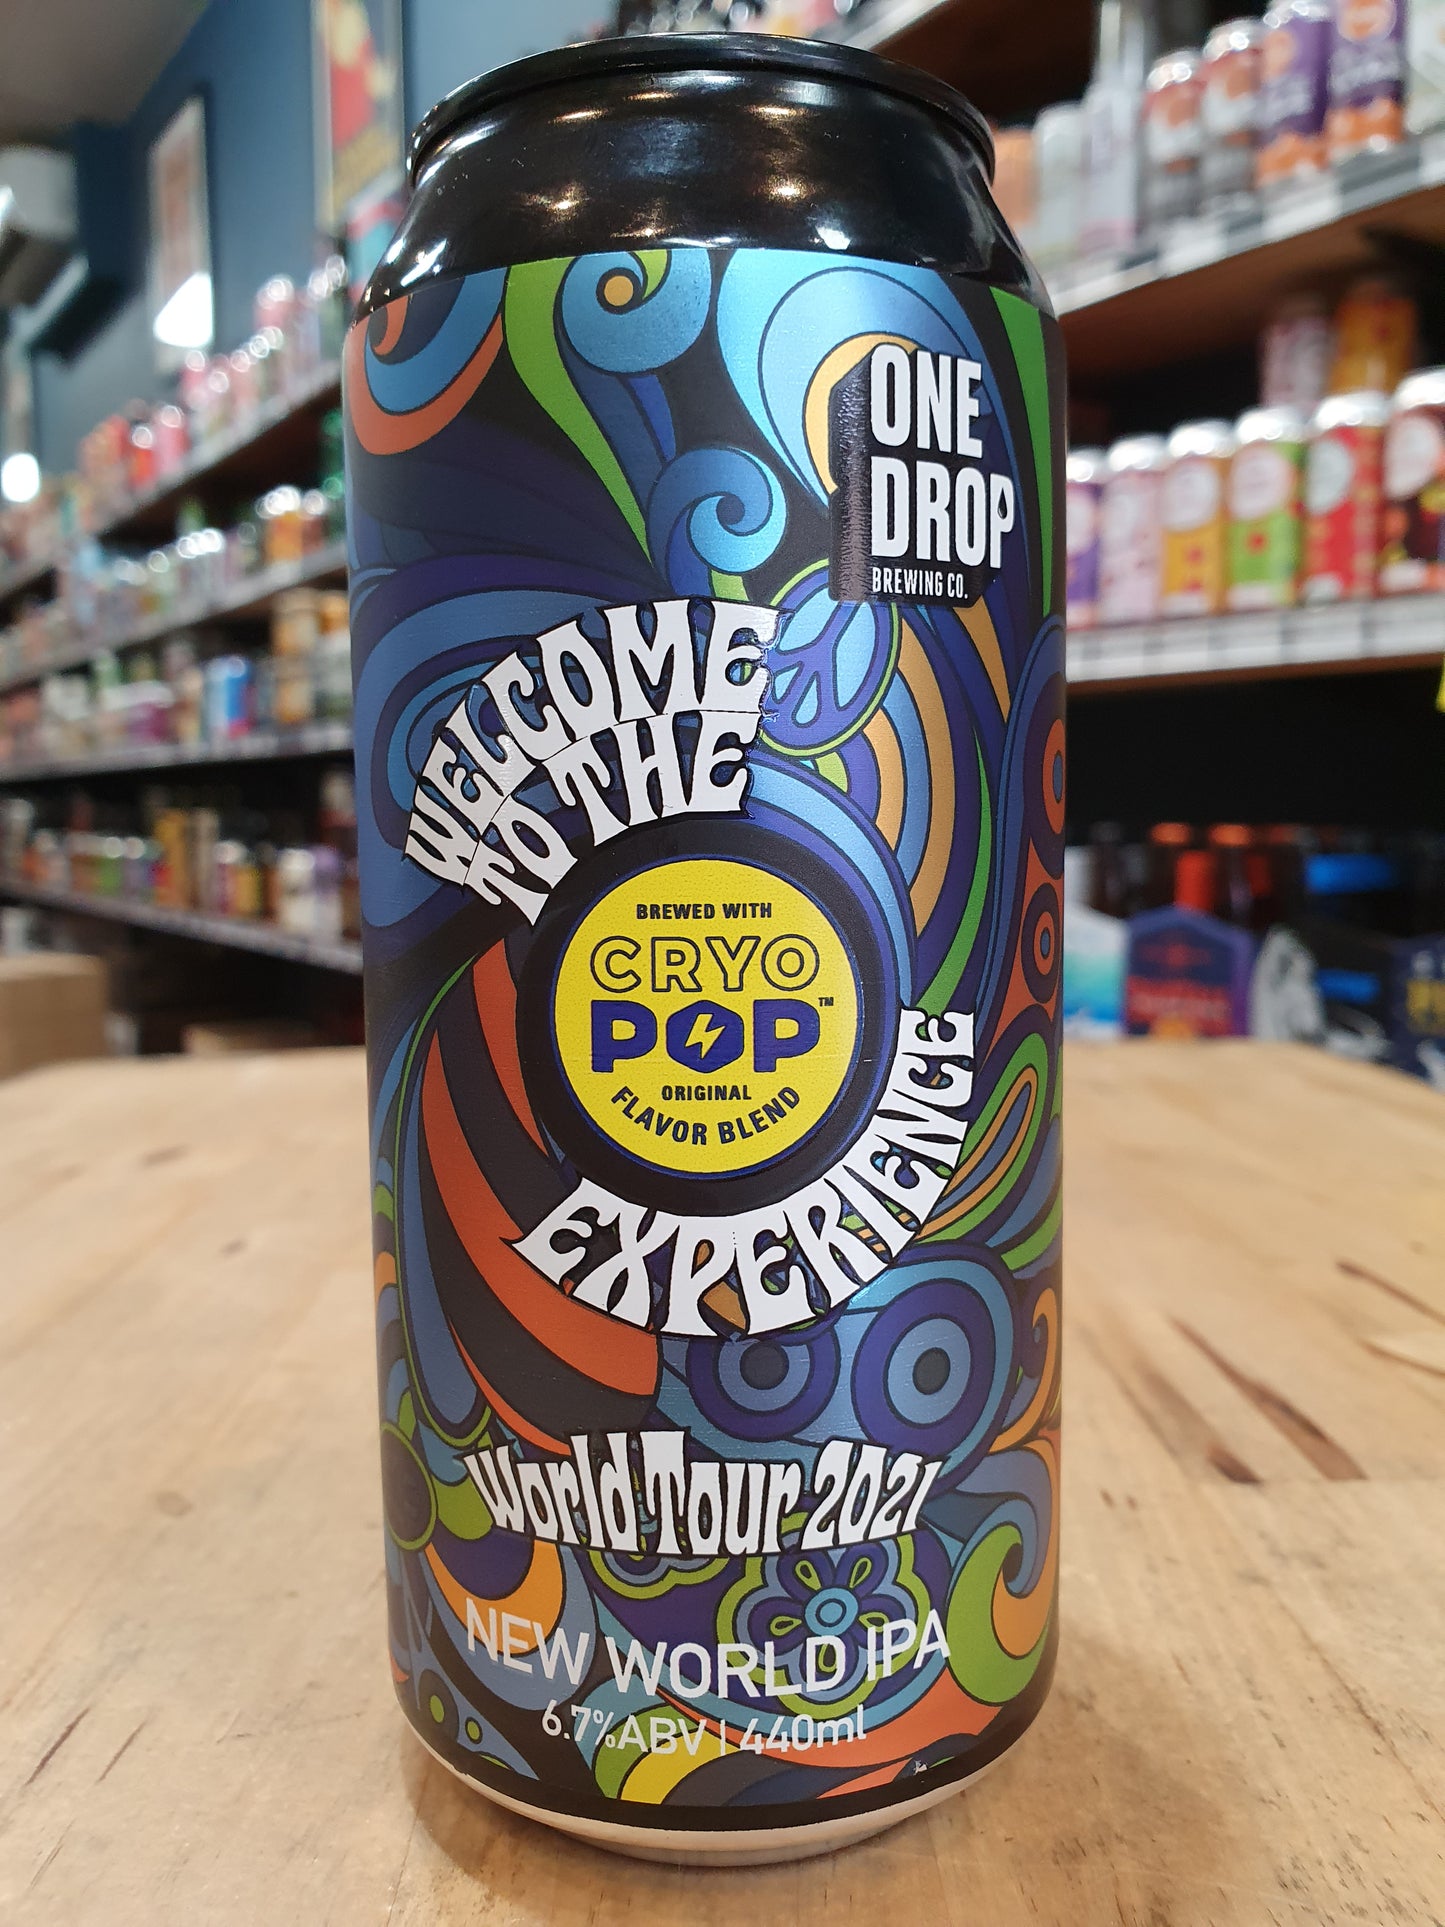 ONE
DROP
BREWING CO.
WELCOME
TO THE
BREWED WITH
CRYO
POP™
ORIGINAL
FLAVOR BLEND
EXPERIENCE
World Tour 2021
NEW WORLD IPA
6.7%ABV | 440ml